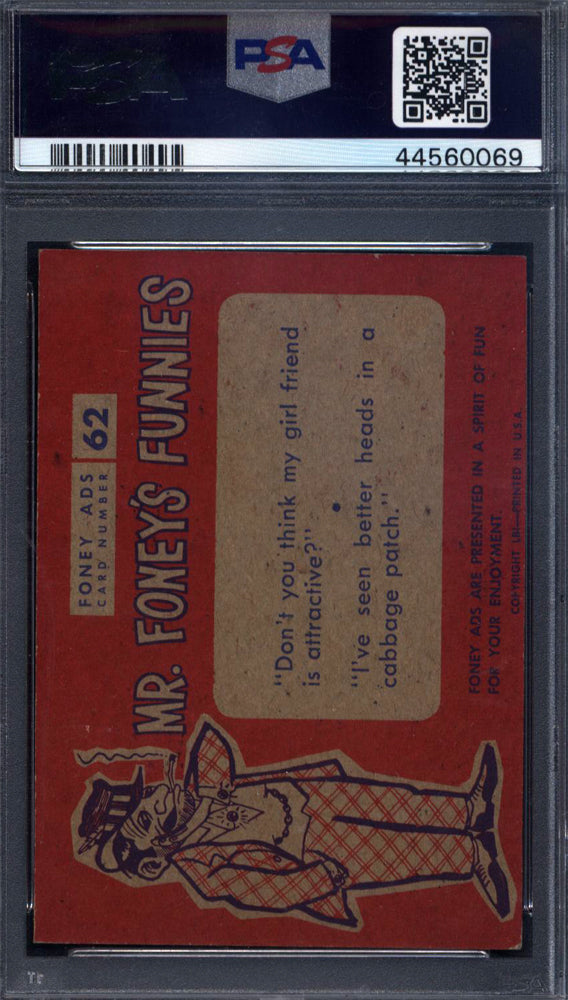 PSA
44560069
FONEY ADS
CARD NUMBER 62
MR. FONEY'S FUNNIES
"Don't you think my girl friend
is attractive?"
"I've seen better heads in a
cabbage patch."
FONEY ADS ARE PRESENTED IN A SPIRIT OF FUN
FOR YOUR ENJOYMENT.
COPYRIGHT LBI—PRINTED IN U.S.A.